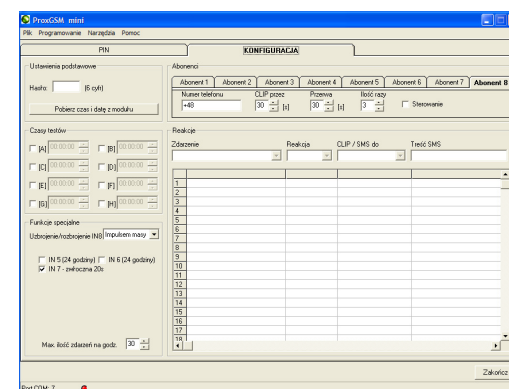 ProxGSM mini
Plik Programowanie Narzędzia Pomoc
PIN KONFIGURACJA
Ustawienia podstawowe
Hasło: (6 cyfr)
Pobierz czas i datę z modułu
Abonenci
Abonent 1 Abonent 2 Abonent 3 Abonent 4 Abonent 5 Abonent 6 Abonent 7 Abonent 8
Numer telefonu CLIP przez Przerwa Ilość razy
+48 30 [s] 30 [s] 3 Sterowanie
Czasy testów
[A] 00:00:00 [B] 00:00:00
[C] 00:00:00 [D] 00:00:00
[E] 00:00:00 [F] 00:00:00
[G] 00:00:00 [H] 00:00:00
Reakcje
Zdarzenie Reakcja CLIP / SMS do Treść SMS
1
2
3
4
5
6
7
8
9
10
11
12
13
14
15
16
17
18
Funkcje specjalne
Uzbrojenie/rozbrojenie IN8 Impulsem masy
IN 5 (24 godziny) IN 6 (24 godziny)
IN 7 - zwłoczna 20s
Max. ilość zdarzeń na godz. 30
Zakończ
Port COM: 7